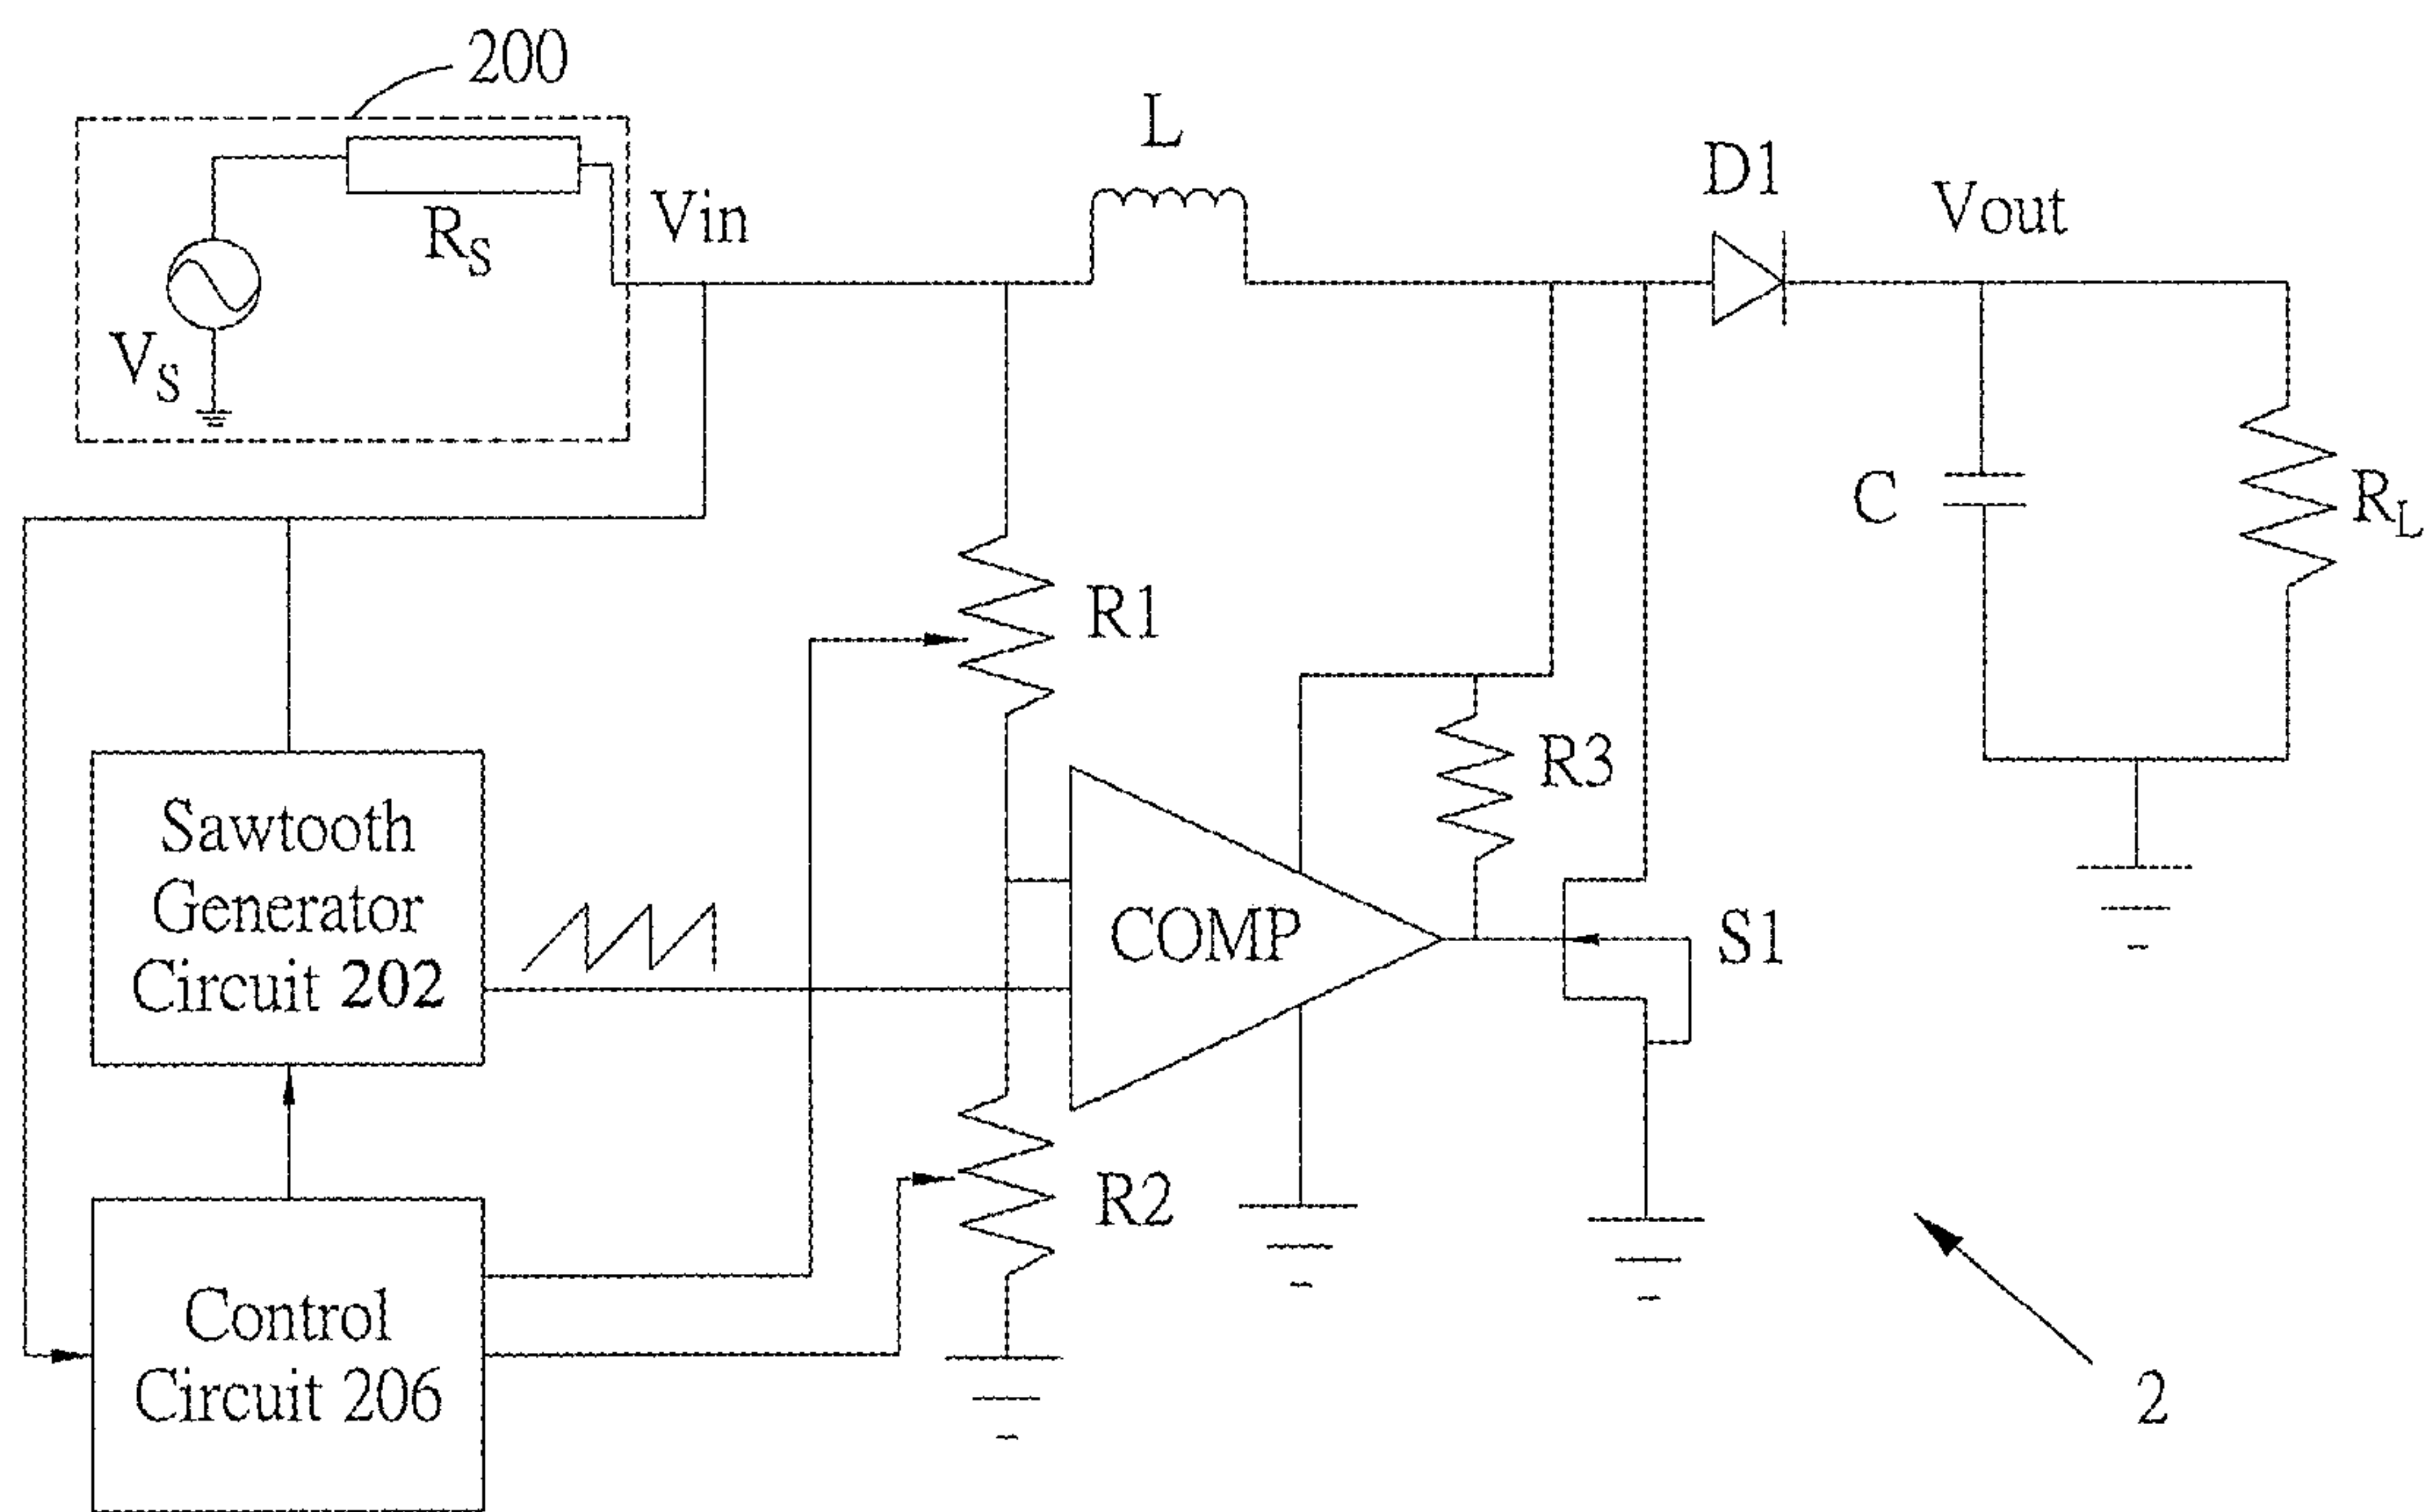 200
L
D1
Vin
Vout
RS
VS
C
RL
R1
R3
Sawtooth
Generator
Circuit 202
COMP
S1
R2
Control
Circuit 206
2